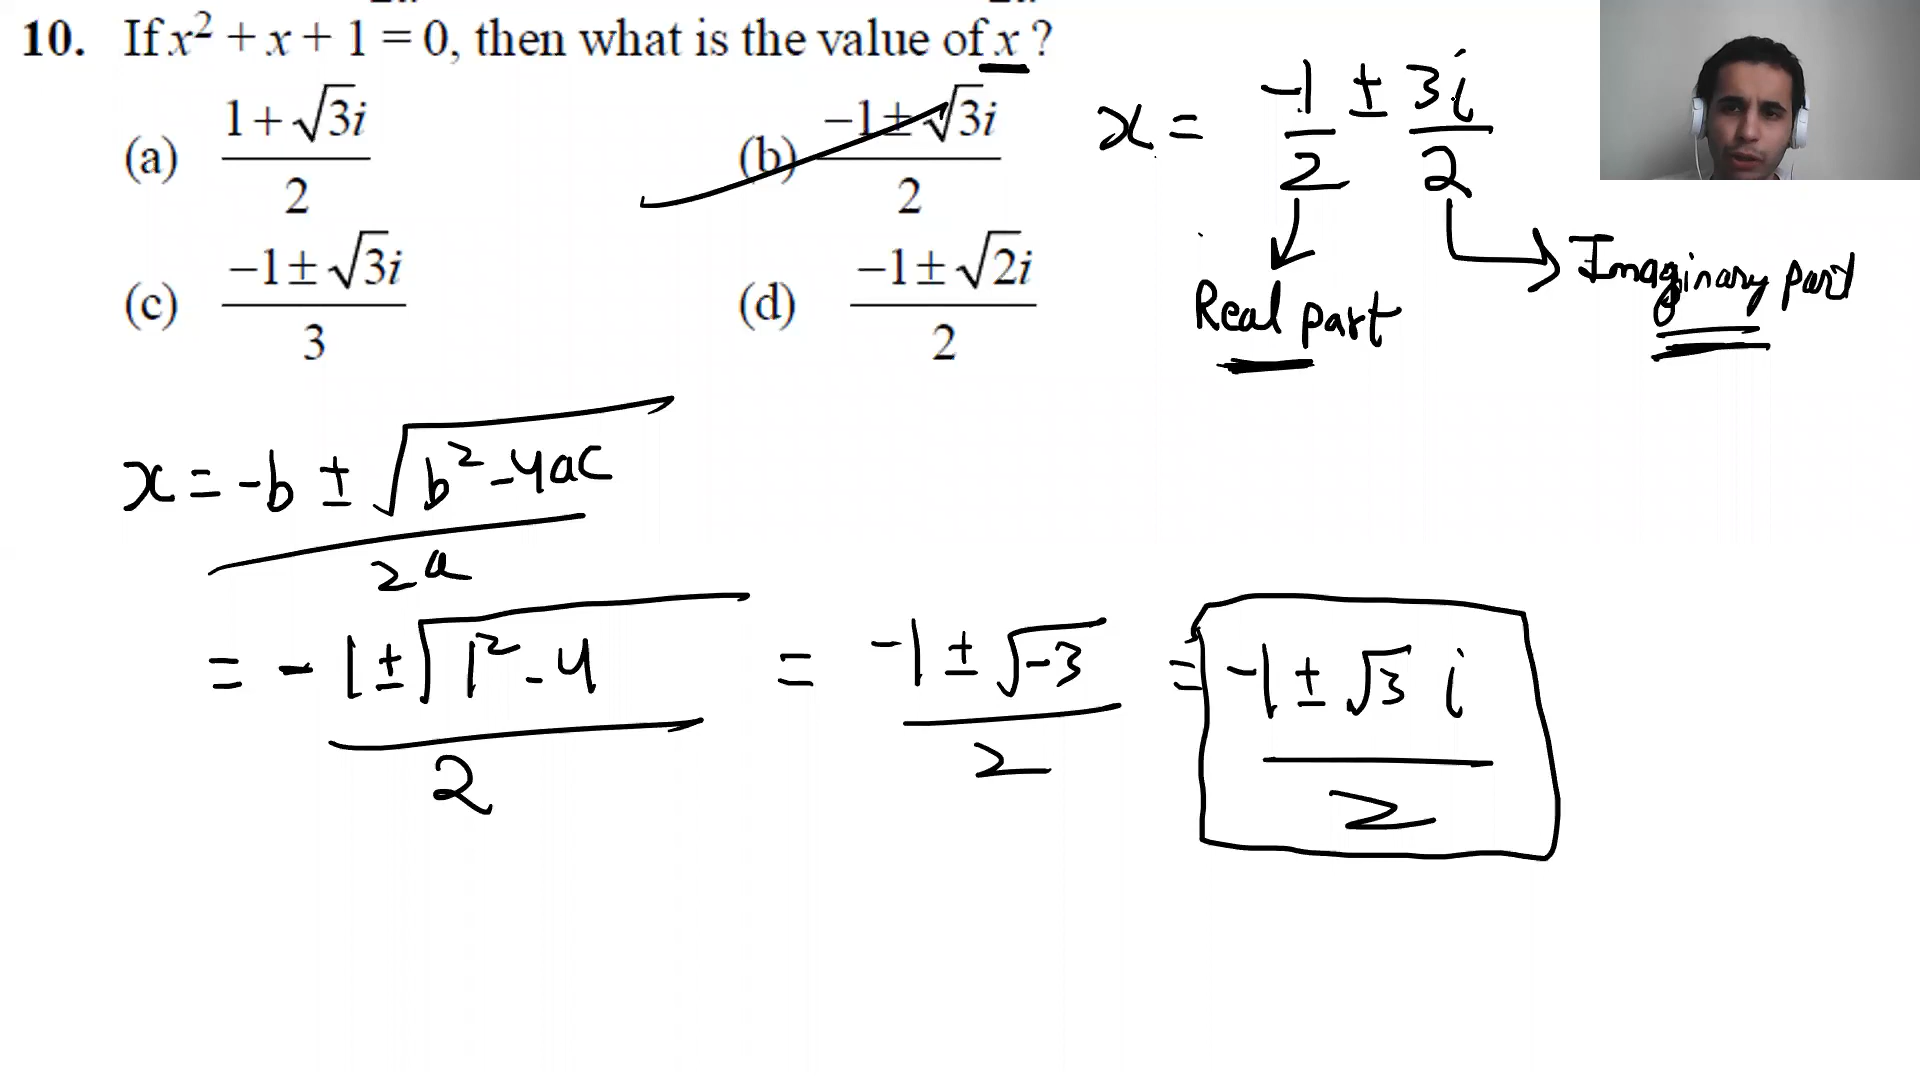 10. If x² + x + 1 = 0, then what is the value of x ?
(a) (1 + √3i)/2 (b) (−1 ± √3i)/2
(c) (−1 ± √3i)/3 (d) (−1 ± √2i)/2
x = -1/2 ± 3i/2
Real part
Imaginary part
x = (-b ± √(b² - 4ac))/2a
= (-1 ± √(1² - 4))/2 = (-1 ± √-3)/2 = (-1 ± √3 i)/2